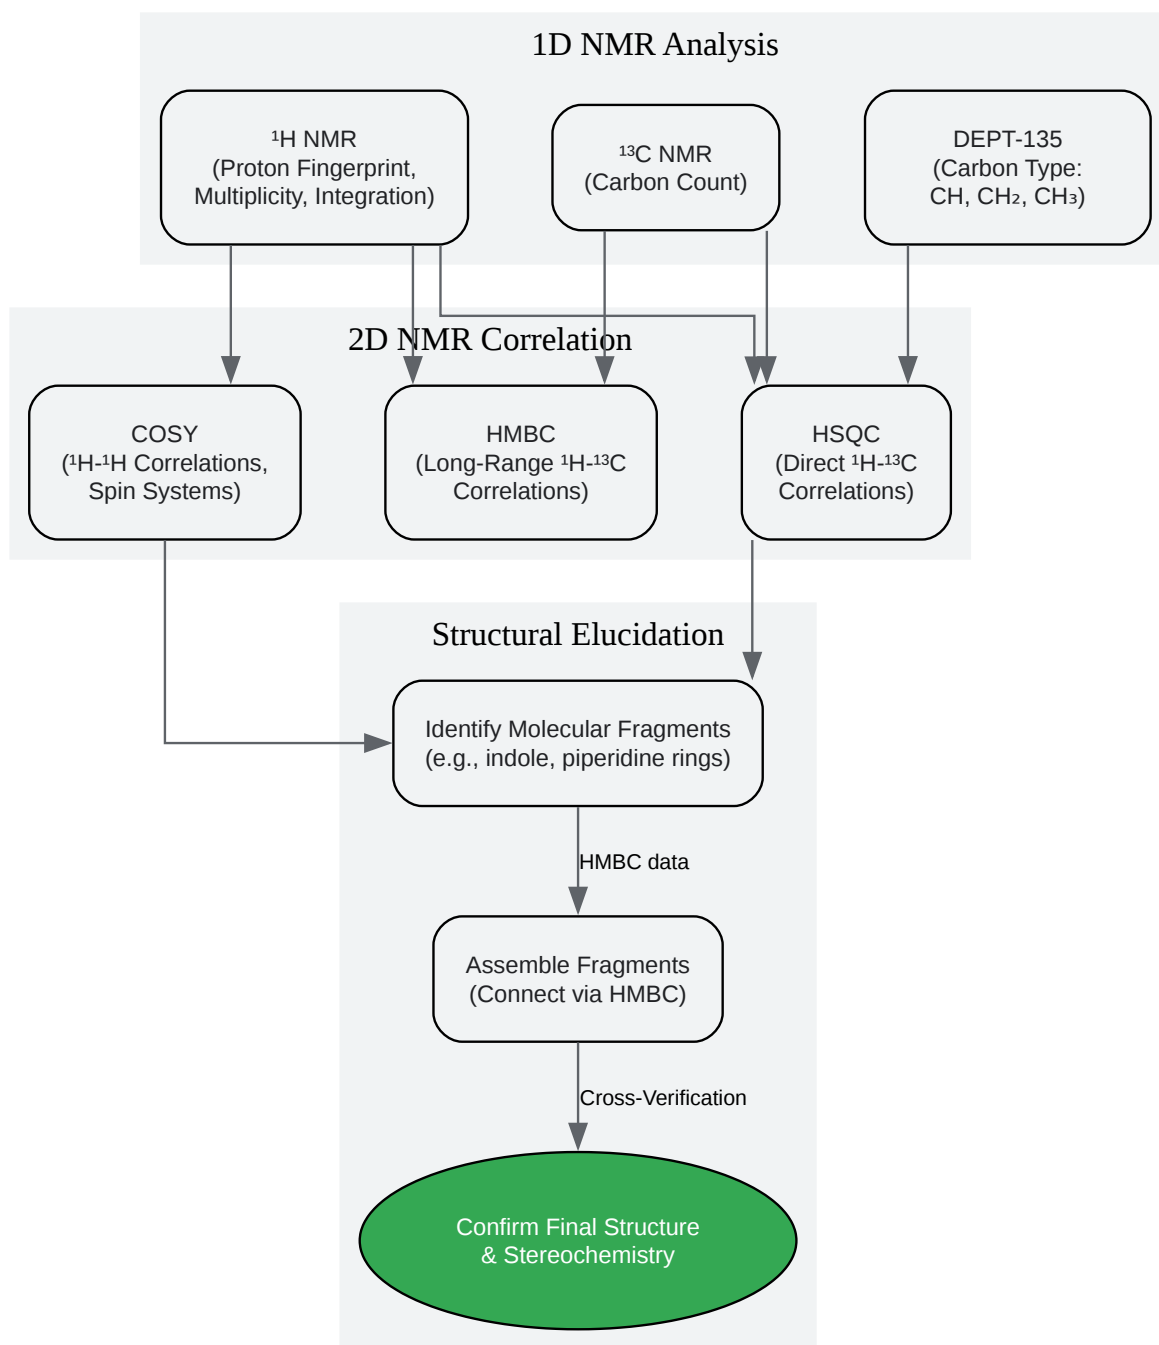 1D NMR Analysis
¹H NMR
(Proton Fingerprint,
Multiplicity, Integration)
¹³C NMR
(Carbon Count)
DEPT-135
(Carbon Type:
CH, CH₂, CH₃)
2D NMR Correlation
COSY
(¹H-¹H Correlations,
Spin Systems)
HMBC
(Long-Range ¹H-¹³C
Correlations)
HSQC
(Direct ¹H-¹³C
Correlations)
Structural Elucidation
Identify Molecular Fragments
(e.g., indole, piperidine rings)
HMBC data
Assemble Fragments
(Connect via HMBC)
Cross-Verification
Confirm Final Structure
& Stereochemistry